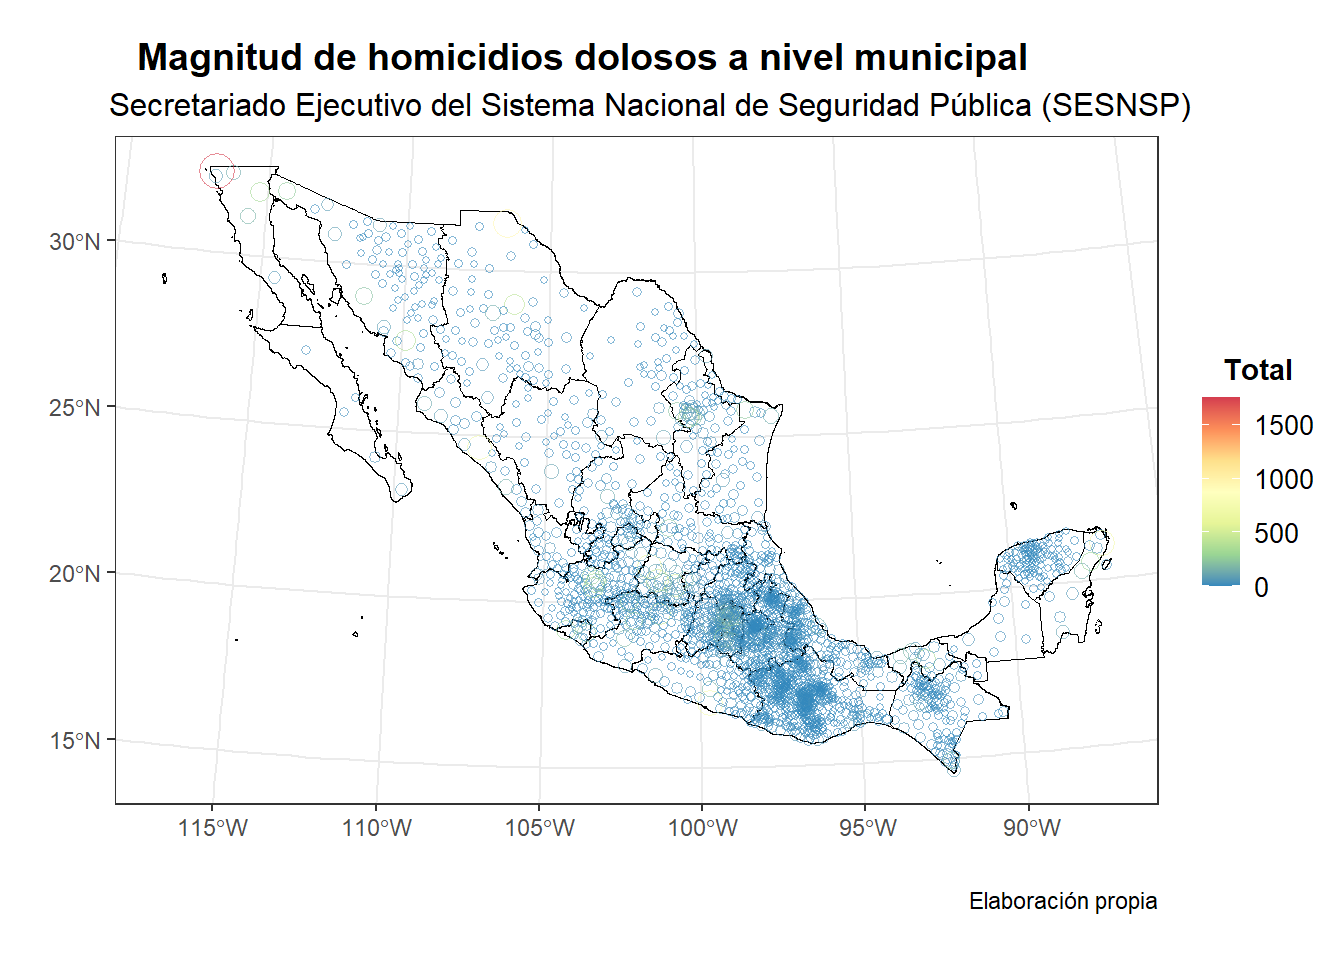 Magnitud de homicidios dolosos a nivel municipal
Secretariado Ejecutivo del Sistema Nacional de Seguridad Pública (SESNSP)
30°N
25°N
20°N
15°N
115°W 110°W 105°W 100°W 95°W 90°W
Total
1500
1000
500
0
Elaboración propia